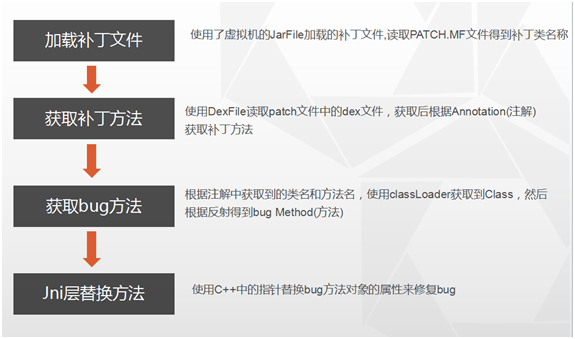 加载补丁文件
使用了虚拟机的JarFile加载的补丁文件,读取PATCH.MF文件得到补丁类名称
获取补丁方法
使用DexFile读取patch文件中的dex文件，获取后根据Annotation(注解)
获取补丁方法
获取bug方法
根据注解中获取到的类名和方法名，使用classLoader获取到Class，然后
根据反射得到bug Method(方法)
Jni层替换方法
使用C++中的指针替换bug方法对象的属性来修复bug